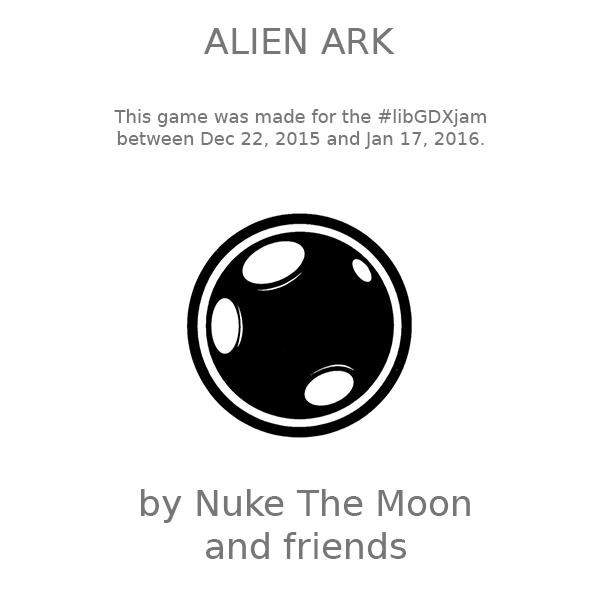 ALIEN ARK
This game was made for the #libGDXjam
between Dec 22, 2015 and Jan 17, 2016.
by Nuke The Moon
and friends